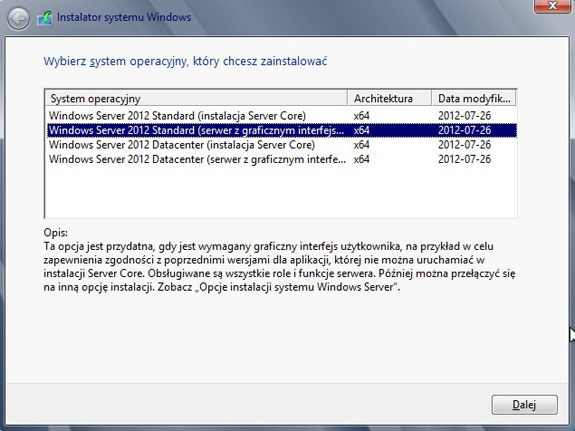 Instalator systemu Windows
Wybierz system operacyjny, który chcesz zainstalować
System operacyjny Architektura Data modyfik...
Windows Server 2012 Standard (instalacja Server Core) x64 2012-07-26
Windows Server 2012 Standard (serwer z graficznym interfejs... x64 2012-07-26
Windows Server 2012 Datacenter (instalacja Server Core) x64 2012-07-26
Windows Server 2012 Datacenter (serwer z graficznym interfe... x64 2012-07-26
Opis:
Ta opcja jest przydatna, gdy jest wymagany graficzny interfejs użytkownika, na przykład w celu
zapewnienia zgodności z poprzednimi wersjami dla aplikacji, której nie można uruchamiać w
instalacji Server Core. Obsługiwane są wszystkie role i funkcje serwera. Później można przełączyć się
na inną opcję instalacji. Zobacz „Opcje instalacji systemu Windows Server”.
Dalej